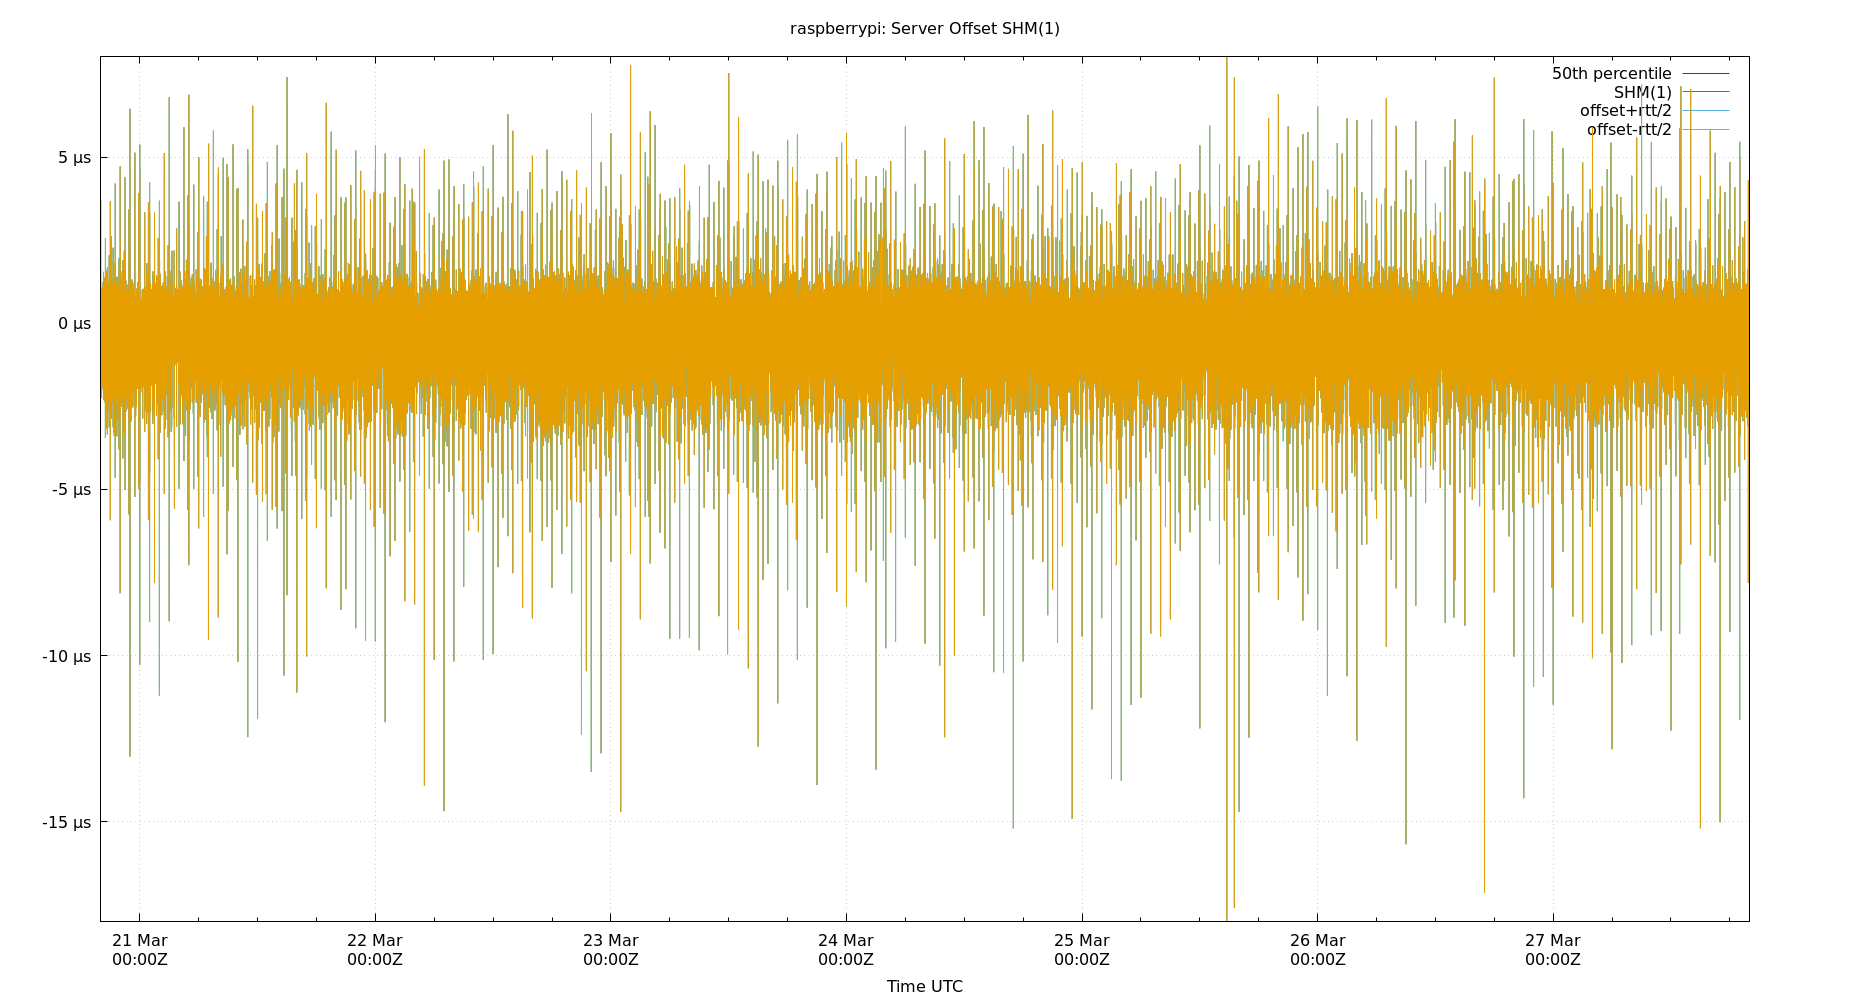 raspberrypi: Server Offset SHM(1)
50th percentile
SHM(1)
offset+rtt/2
offset-rtt/2
5 µs
0 µs
-5 µs
-10 µs
-15 µs
21 Mar 22 Mar 23 Mar 24 Mar 25 Mar 26 Mar 27 Mar
00:00Z 00:00Z 00:00Z 00:00Z 00:00Z 00:00Z 00:00Z
Time UTC